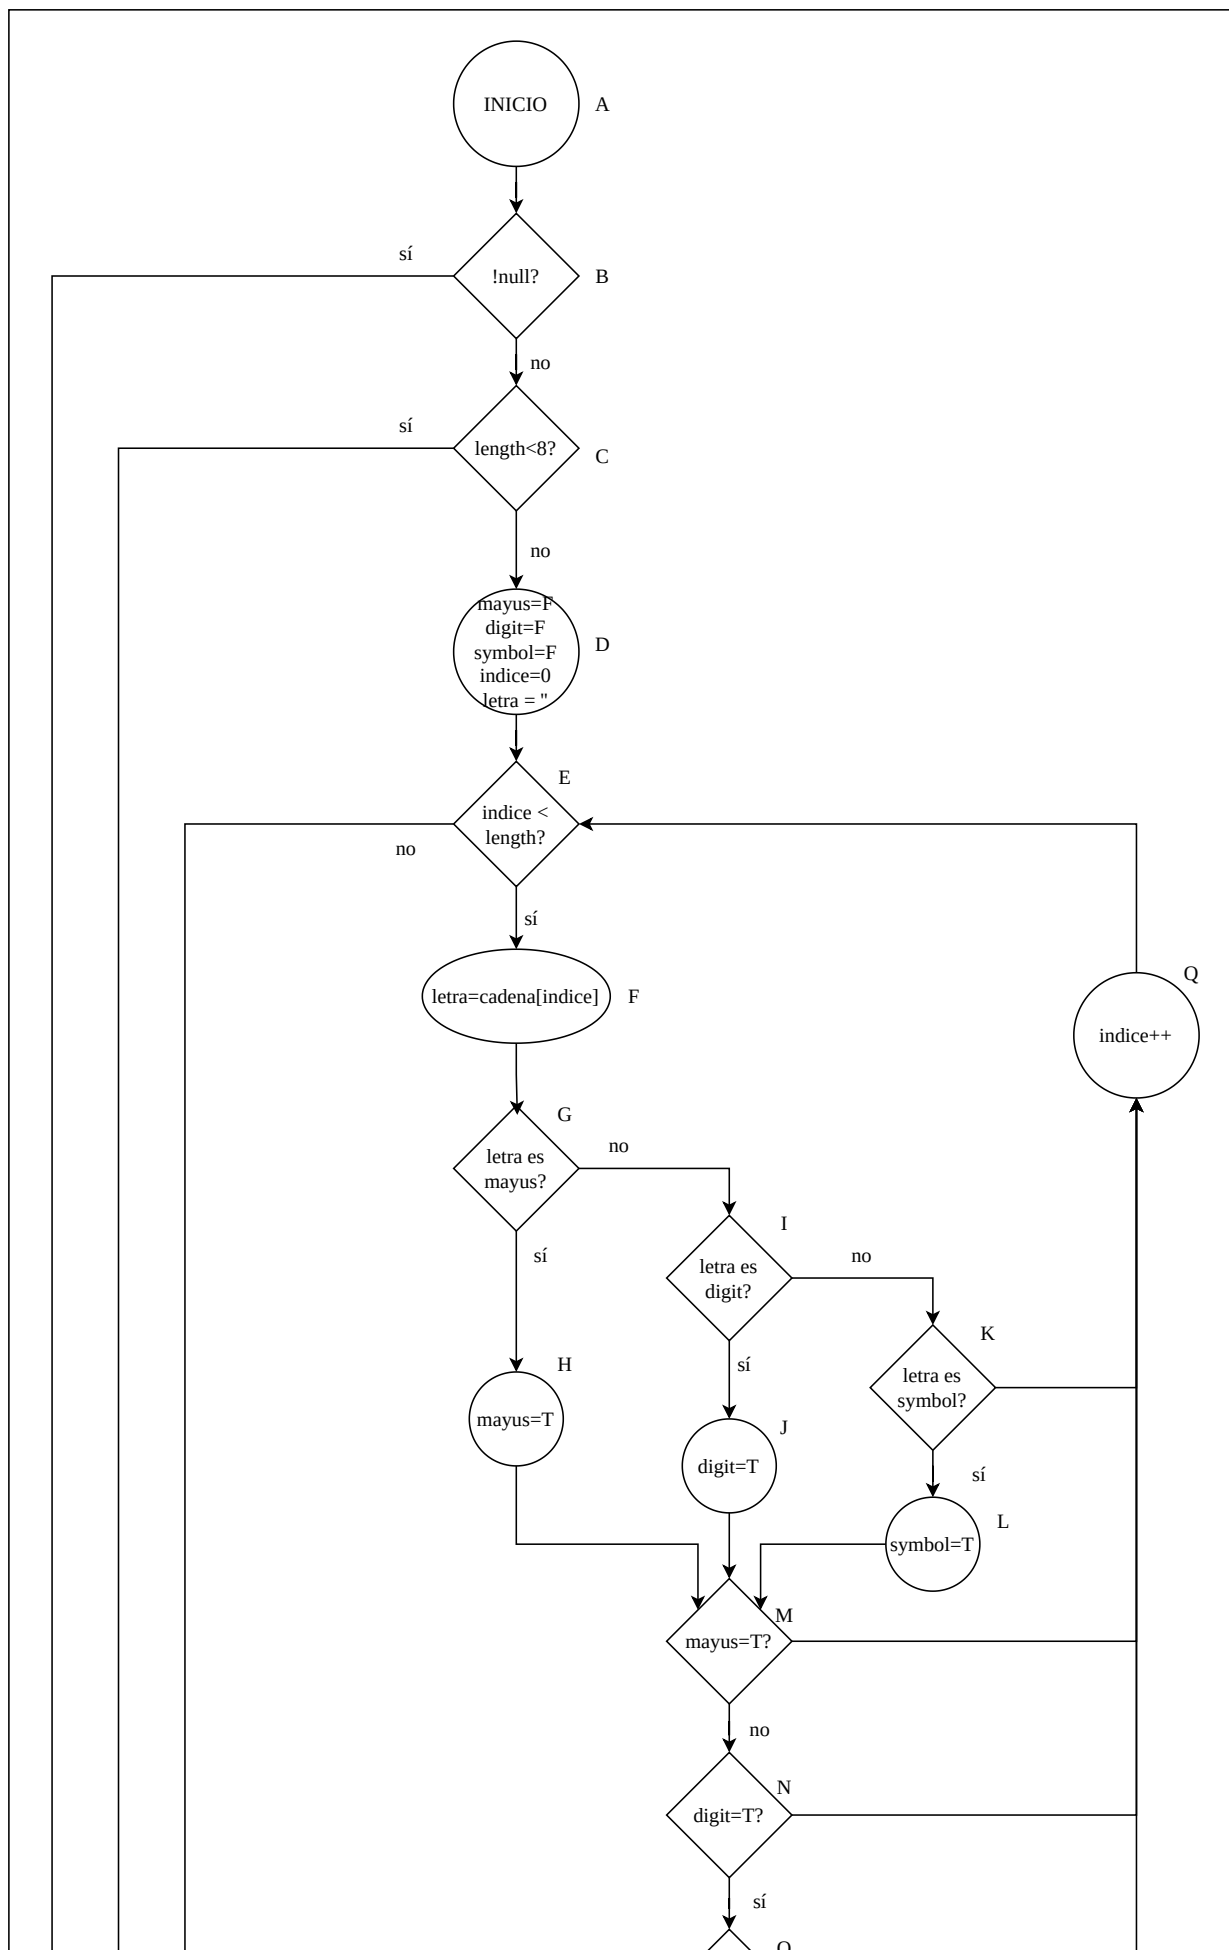 INICIO
A
sí
!null?
B
no
sí
length<8?
C
no
mayus=F
digit=F
symbol=F
indice=0
letra = ''
D
E
indice <
length?
no
sí
letra=cadena[indice]
F
Q
indice++
G
letra es
mayus?
no
sí
I
letra es
digit?
no
sí
K
letra es
symbol?
H
mayus=T
J
digit=T
sí
L
symbol=T
M
mayus=T?
no
N
digit=T?
sí